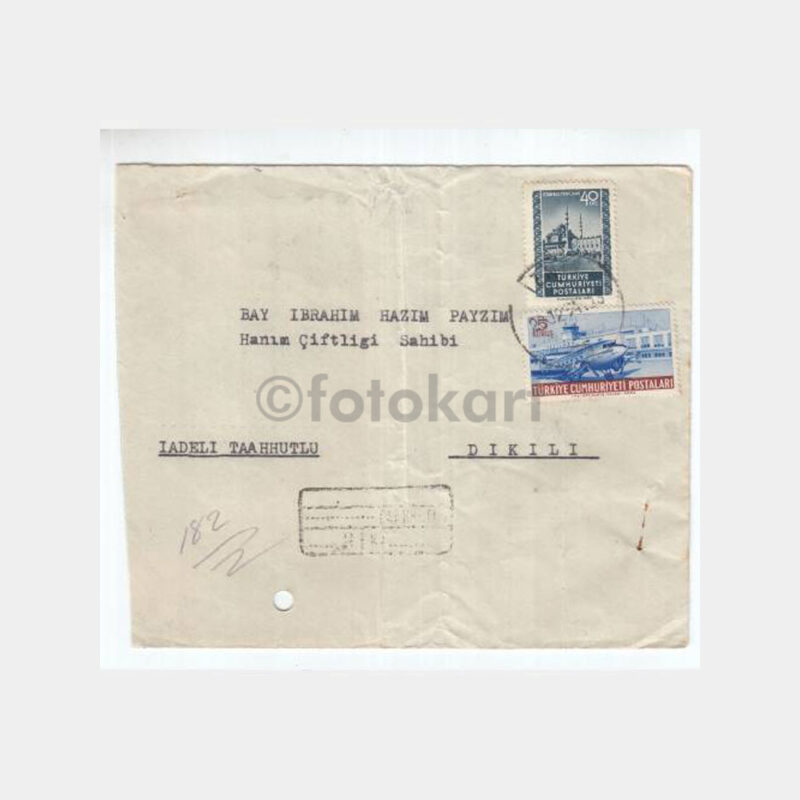 40
TÜRKİYE
CUMHURİYETİ
POSTALARI
BAY IBRAHIM HAZIM PAYZIM
Hanım Çiftligi Sahibi
TÜRKİYE CUMHURİYETİ POSTALARI
©fotokart
IADELI TAAHHUTLU
DIKILI
182